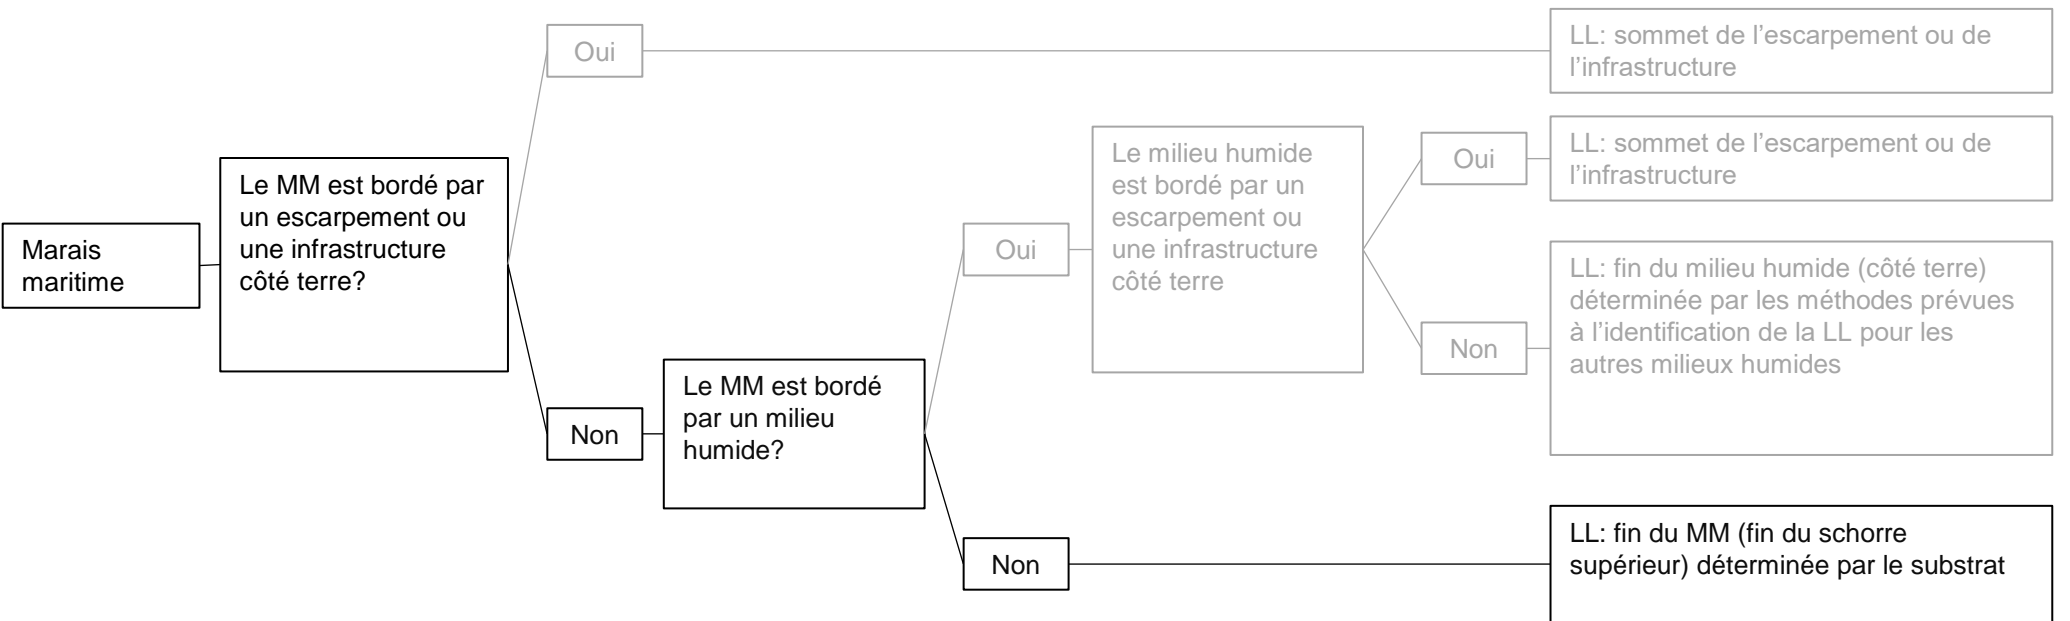 Marais
maritime
Le MM est bordé par
un escarpement ou
une infrastructure
côté terre?
Oui
LL: sommet de l'escarpement ou de
l'infrastructure
Non
Le MM est bordé
par un milieu
humide?
Oui
Le milieu humide
est bordé par un
escarpement ou
une infrastructure
côté terre
Oui
LL: sommet de l'escarpement ou de
l'infrastructure
Non
LL: fin du milieu humide (côté terre)
déterminée par les méthodes prévues
à l'identification de la LL pour les
autres milieux humides
Non
LL: fin du MM (fin du schorre
supérieur) déterminée par le substrat